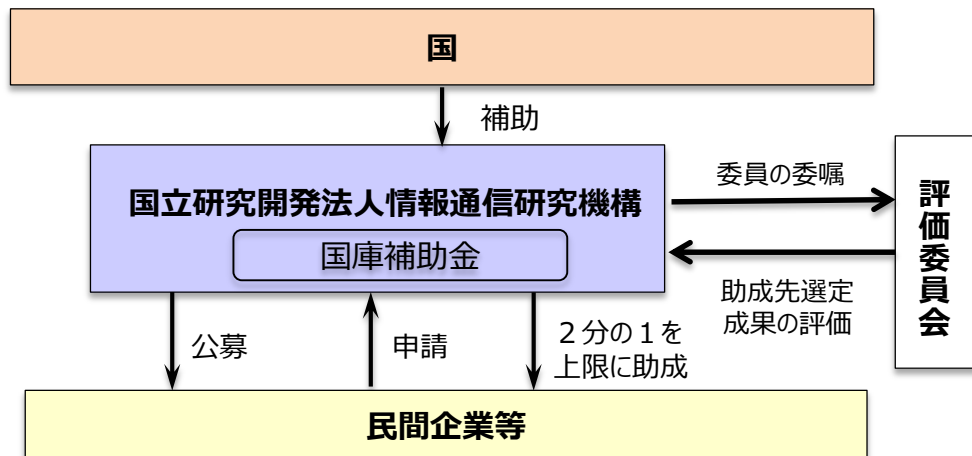 国
補助
国立研究開発法人情報通信研究機構
国庫補助金
委員の委嘱
助成先選定
成果の評価
評価委員会
公募
申請
２分の１を
上限に助成
民間企業等